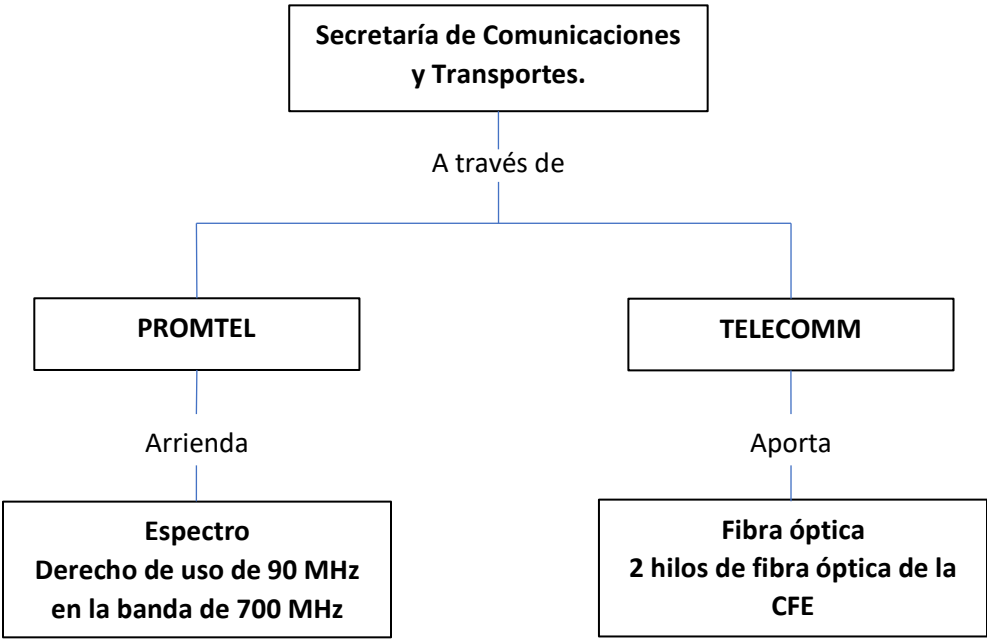 Secretaría de Comunicaciones
y Transportes.
A través de
PROMTEL
TELECOMM
Arrienda
Aporta
Espectro
Derecho de uso de 90 MHz
en la banda de 700 MHz
Fibra óptica
2 hilos de fibra óptica de la
CFE